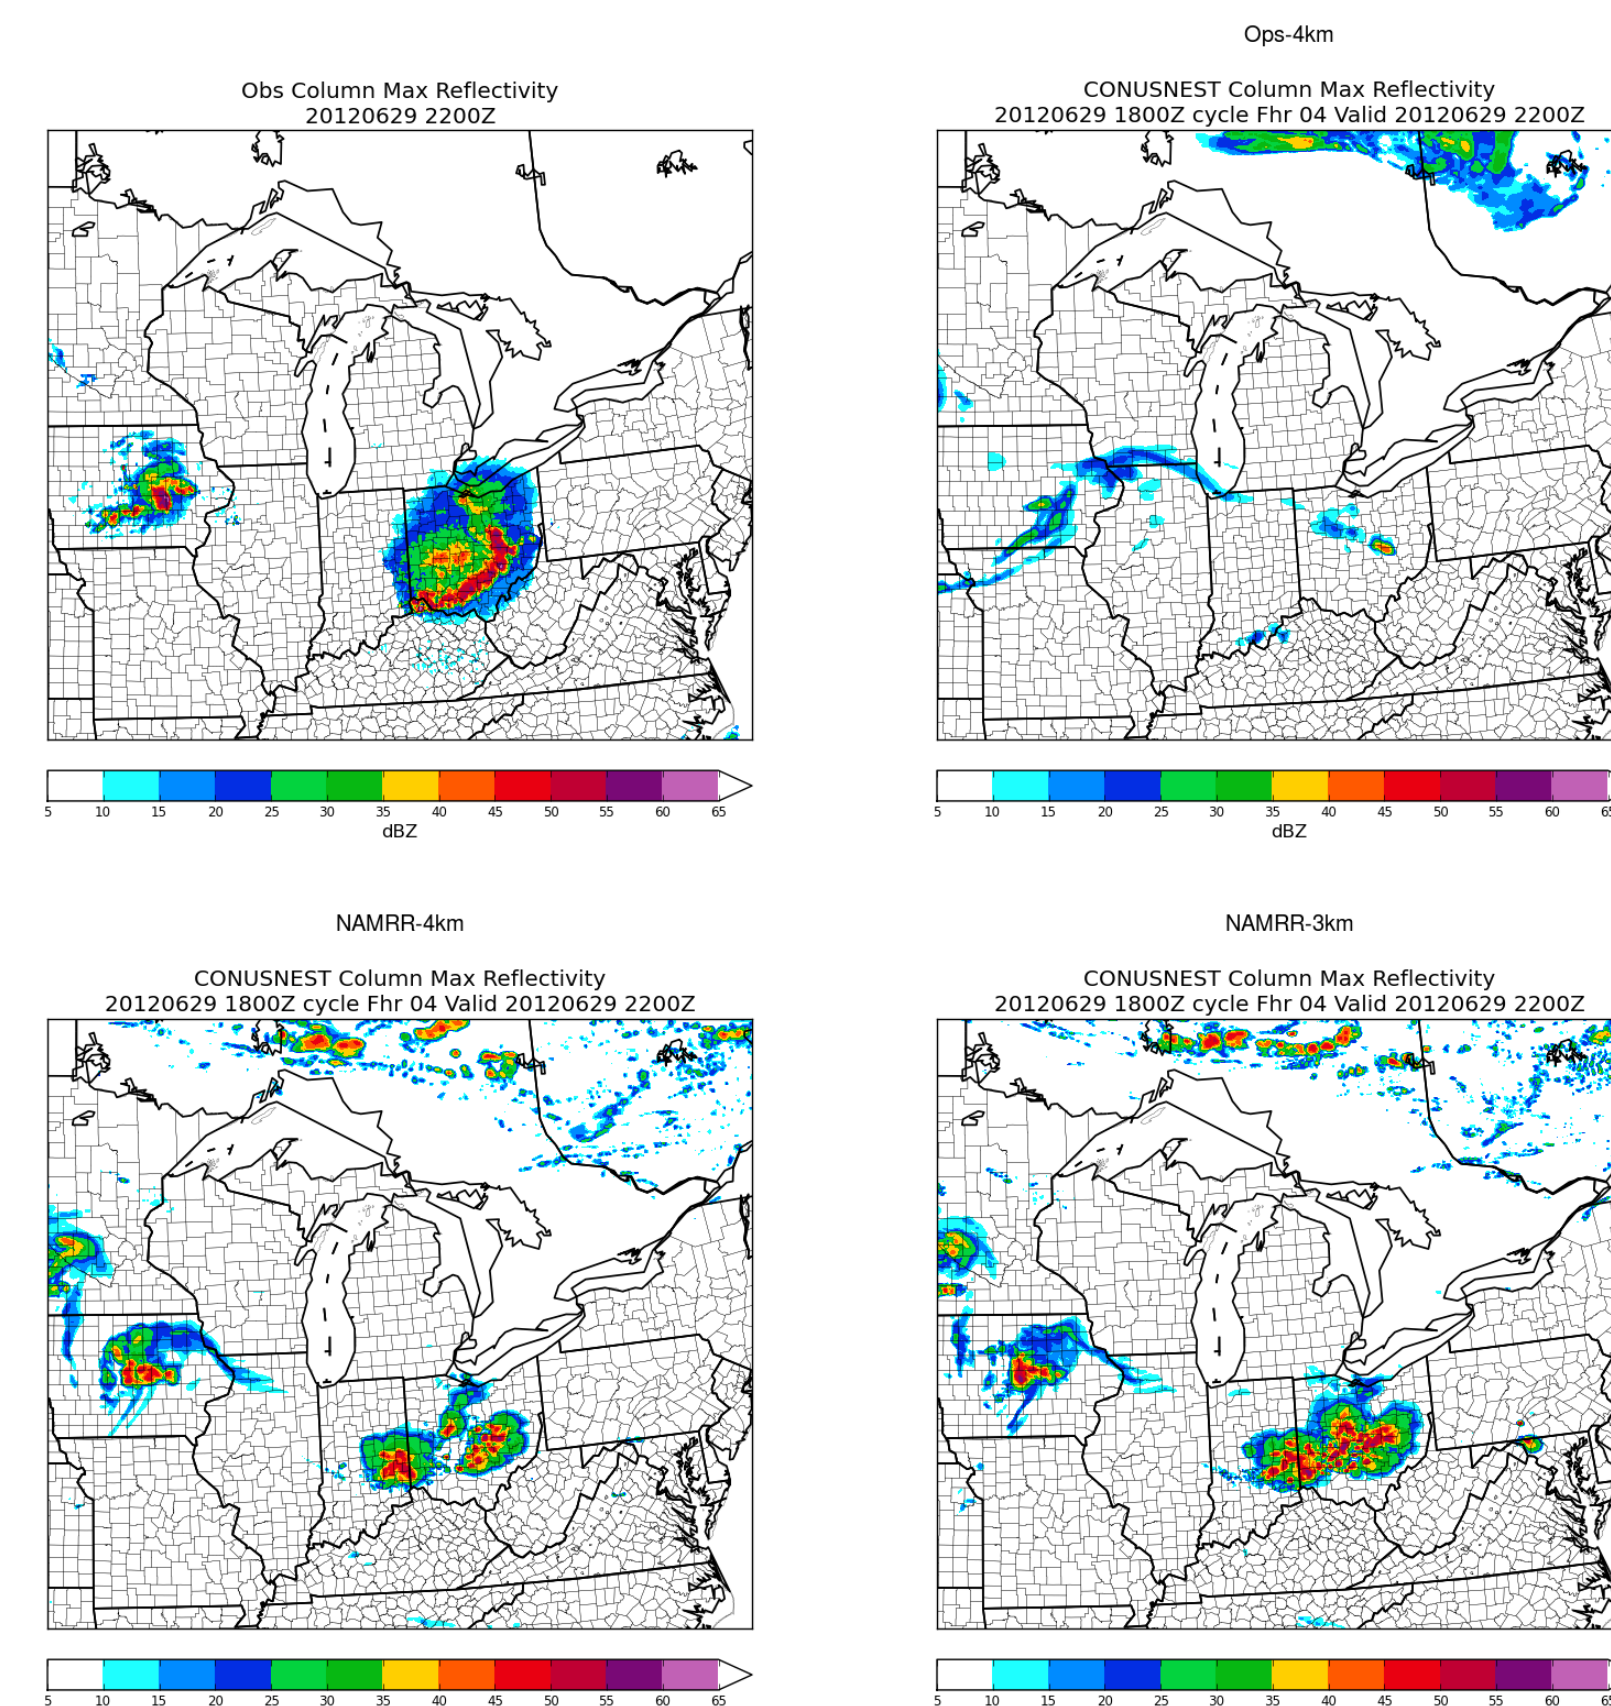 Ops-4km
Obs Column Max Reflectivity
20120629 2200Z
CONUSNEST Column Max Reflectivity
20120629 1800Z cycle Fhr 04 Valid 20120629 2200Z
5 10 15 20 25 30 35 40 45 50 55 60 65
dBZ
5 10 15 20 25 30 35 40 45 50 55 60
dBZ
NAMRR-4km
NAMRR-3km
CONUSNEST Column Max Reflectivity
20120629 1800Z cycle Fhr 04 Valid 20120629 2200Z
CONUSNEST Column Max Reflectivity
20120629 1800Z cycle Fhr 04 Valid 20120629 2200Z
5 10 15 20 25 30 35 40 45 50 55 60 65
5 10 15 20 25 30 35 40 45 50 55 60